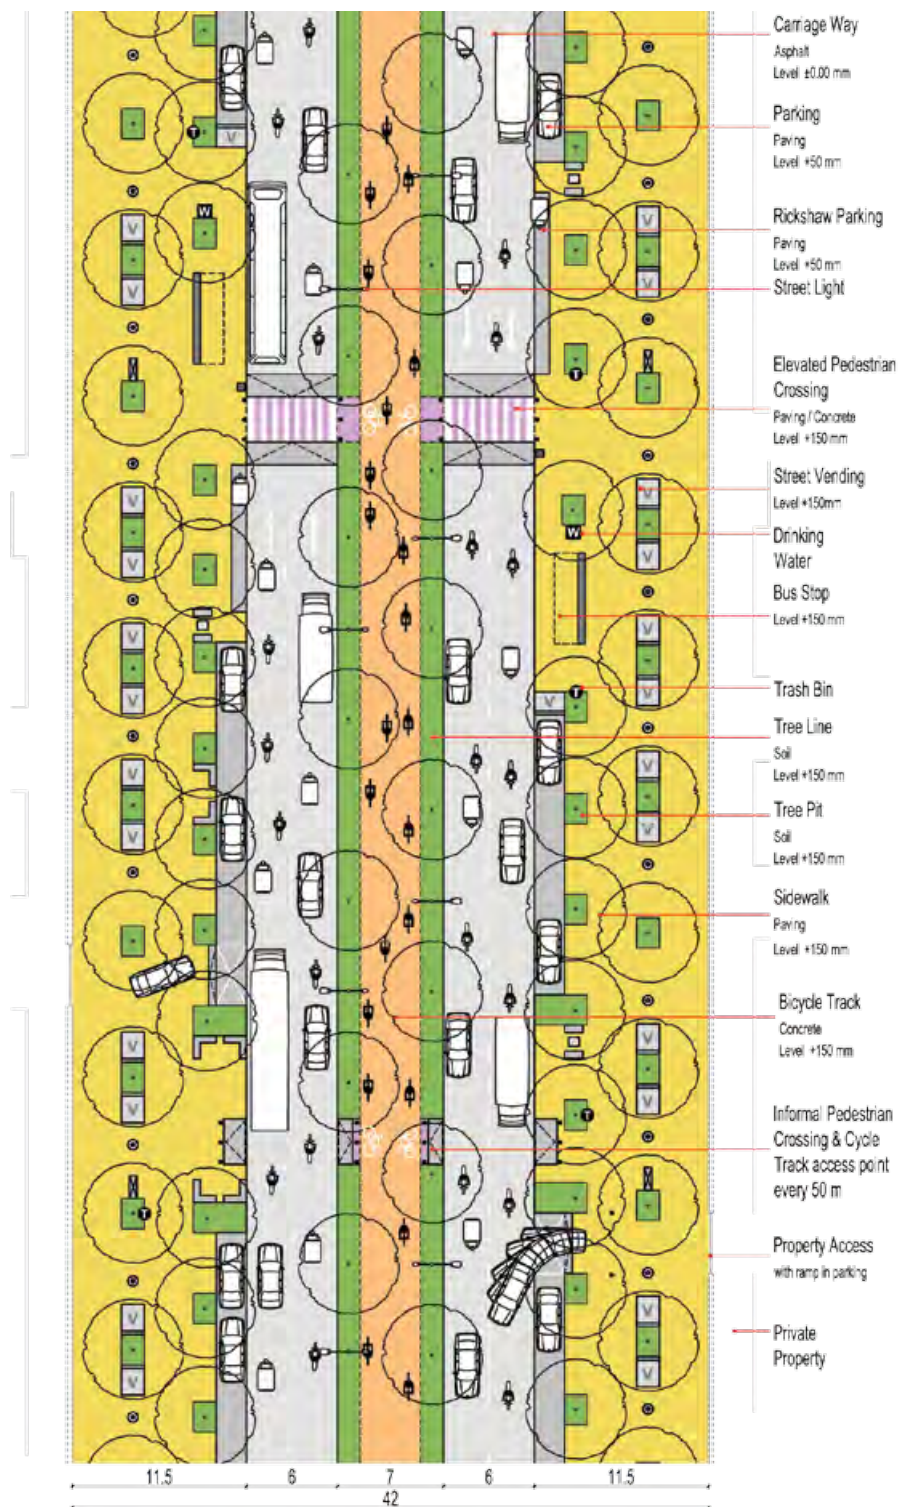 Carriage Way
Asphalt
Level ±0.00 mm
Parking
Paving
Level +50 mm
Rickshaw Parking
Paving
Level +50 mm
Street Light
Elevated Pedestrian
Crossing
Paving / Concrete
Level +150 mm
Street Vending
Level +150mm
Drinking
Water
Bus Stop
Level +150 mm
Trash Bin
Tree Line
Soil
Level +150 mm
Tree Pit
Soil
Level +150 mm
Sidewalk
Paving
Level +150 mm
Bicycle Track
Concrete
Level +150 mm
Informal Pedestrian
Crossing & Cycle
Track access point
every 50 m
Property Access
with ramp in parking
Private
Property
V
T
V
W
V
V
T
V
V
V
W
V
V
V
V
V
T
V
V
V
V
V
V
V
V
V
T
T
V
V
V
V
11.5 6 7 6 11.5
42